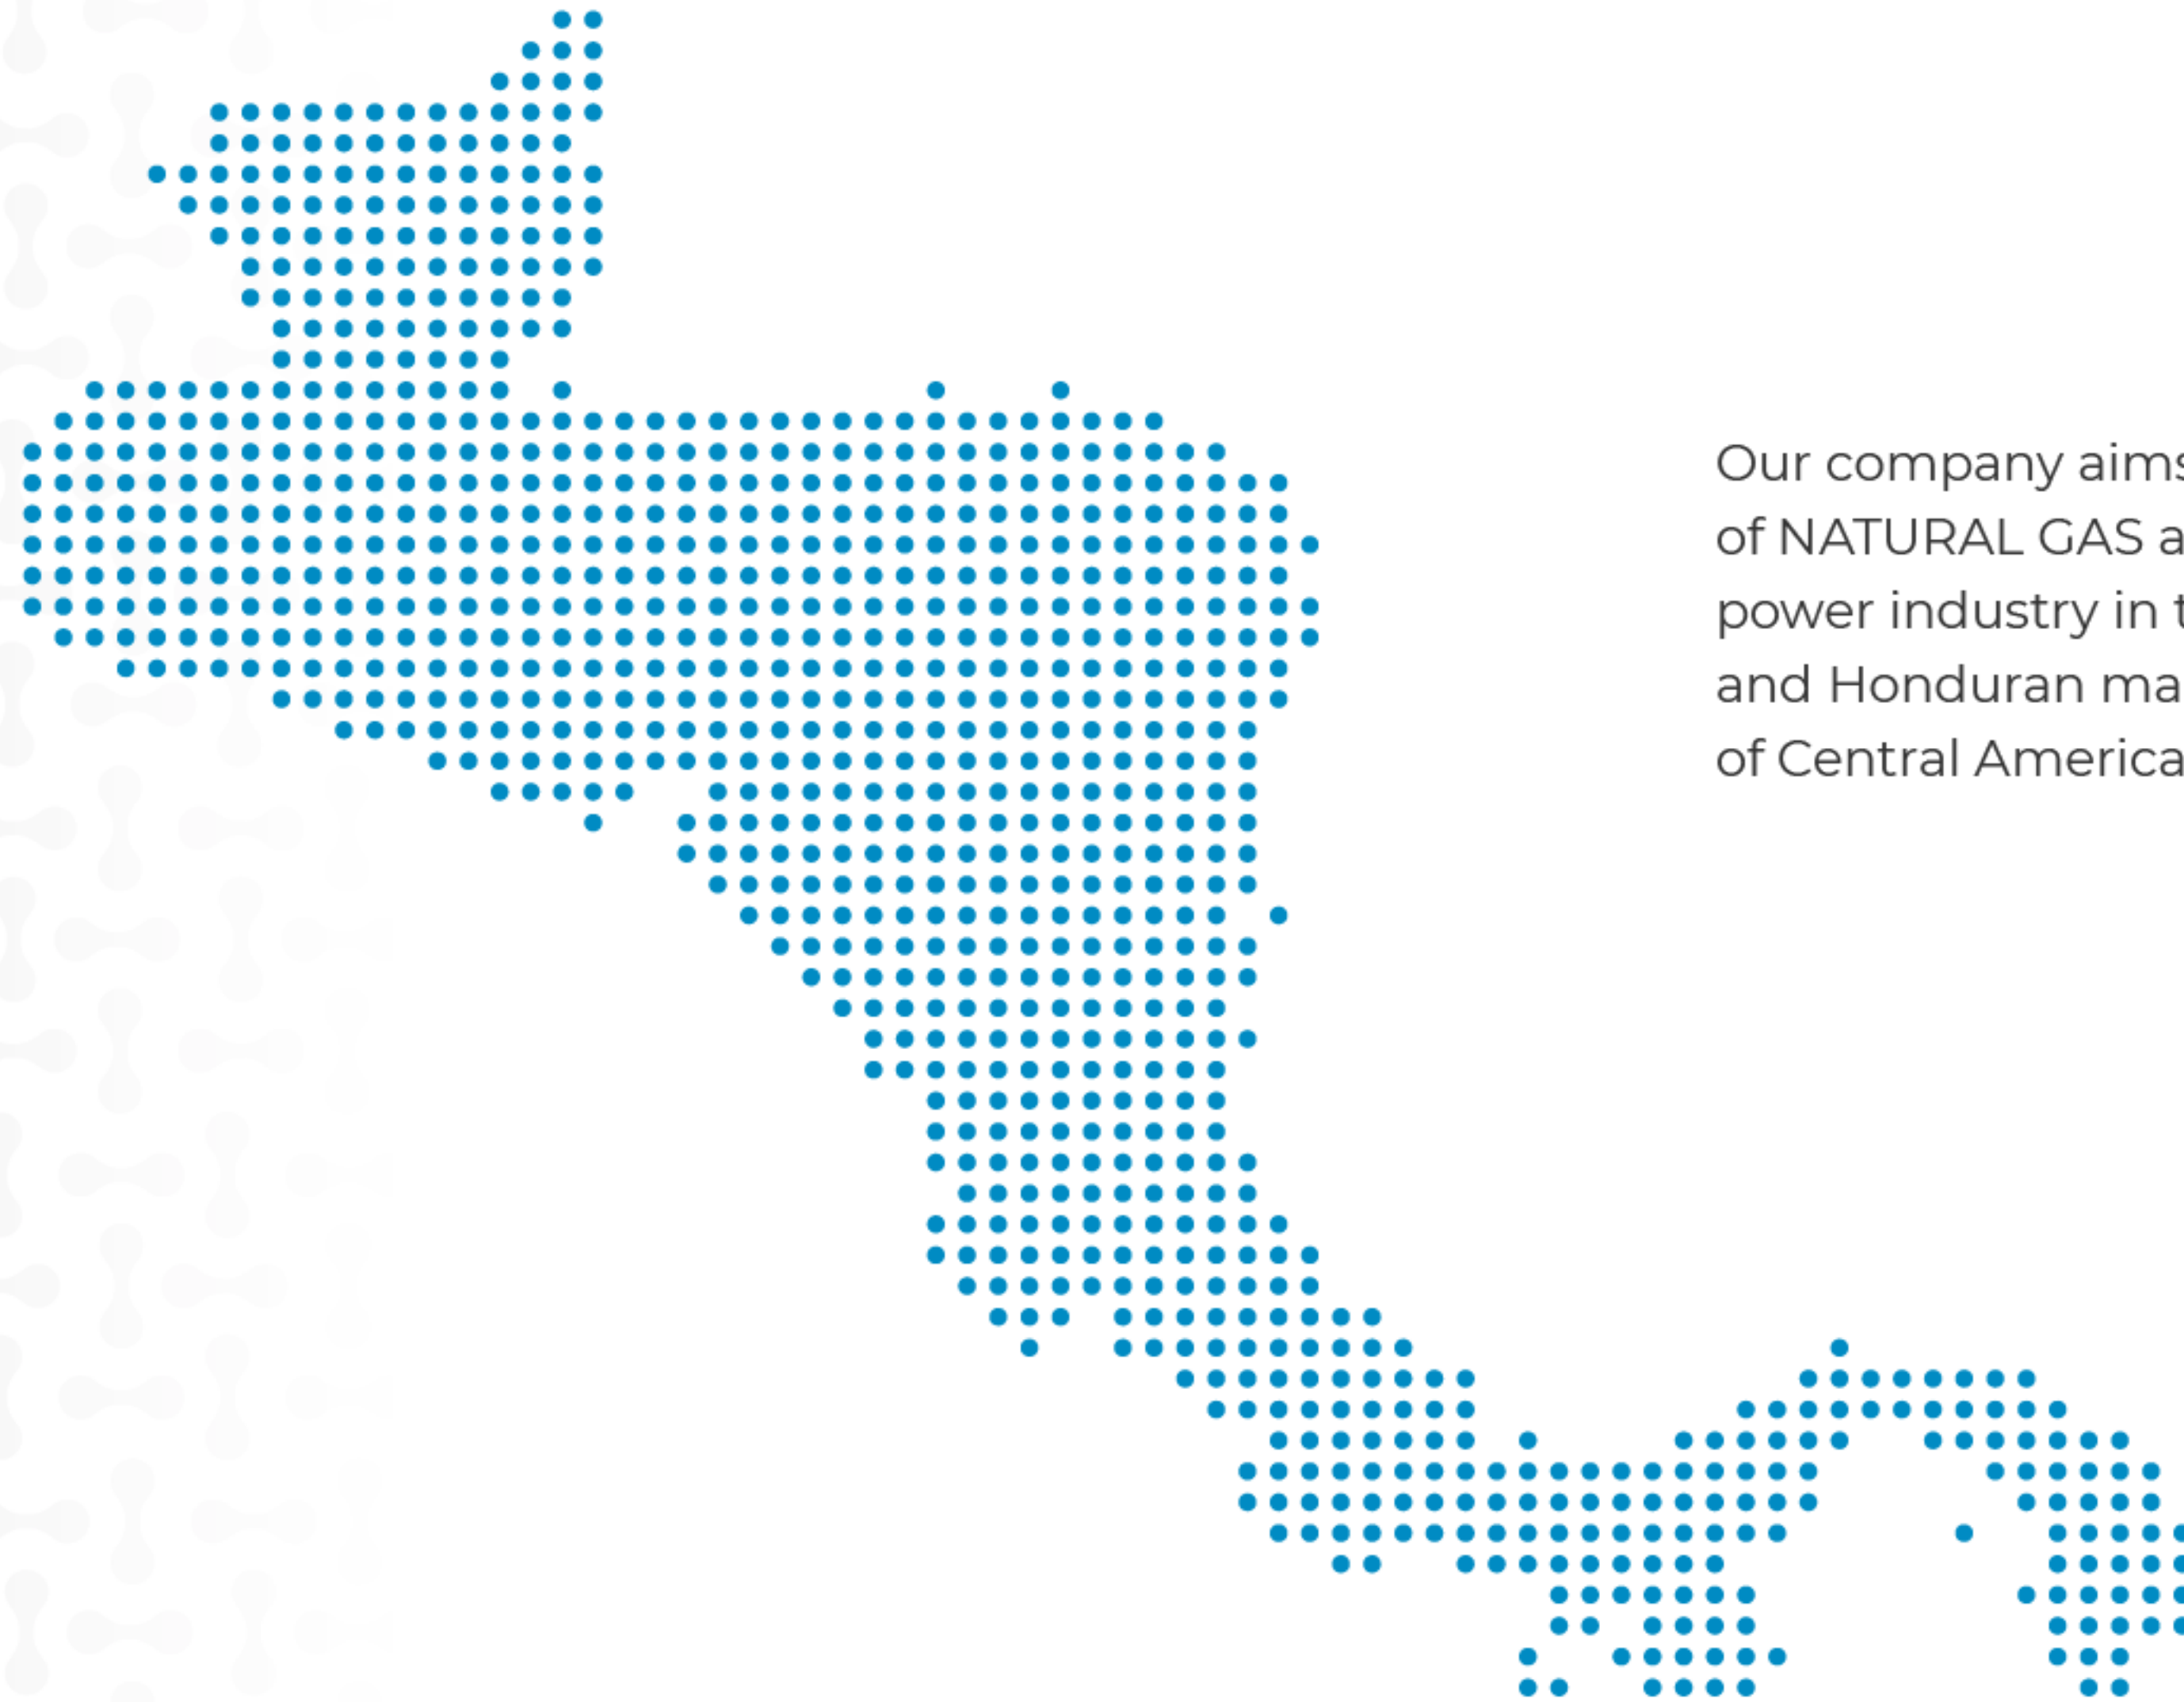 Our company aims
of NATURAL GAS a
power industry in t
and Honduran ma
of Central America